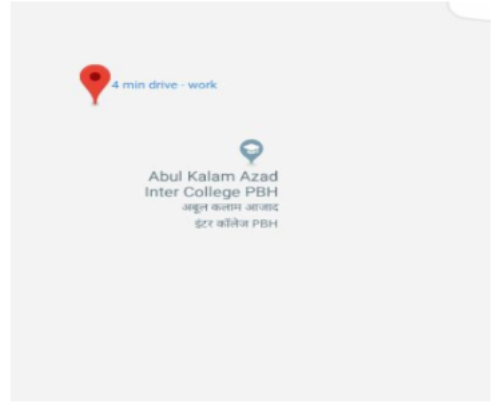 4 min drive - work
Abul Kalam Azad
Inter College PBH
अबुल कलाम आजाद
इंटर कॉलेज PBH